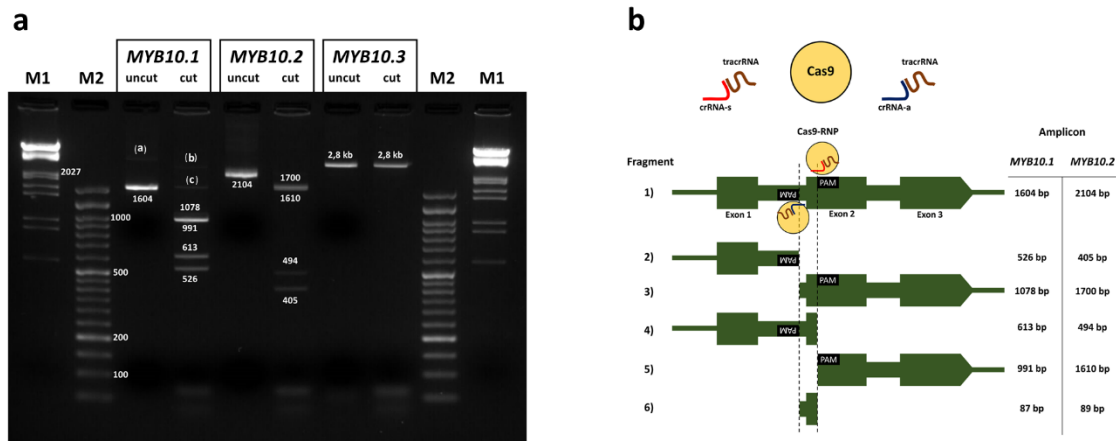 a
MYB10.1 MYB10.2 MYB10.3
M1 M2 uncut cut uncut cut uncut cut M2 M1
(a) (b) 2,8 kb 2,8 kb
2027 (c) 2104 1700
1604 1610
1078
1000
991
613 494
500
526 405
200
100
b
tracrRNA Cas9 tracrRNA
crRNA-s crRNA-a
Cas9-RNP Amplicon
Fragment MYB10.1 MYB10.2
1) PAM PAM 1604 bp 2104 bp
Exon 1 Exon 2 Exon 3
2) PAM 526 bp 405 bp
3) PAM 1078 bp 1700 bp
4) PAM 613 bp 494 bp
5) PAM 991 bp 1610 bp
6) 87 bp 89 bp